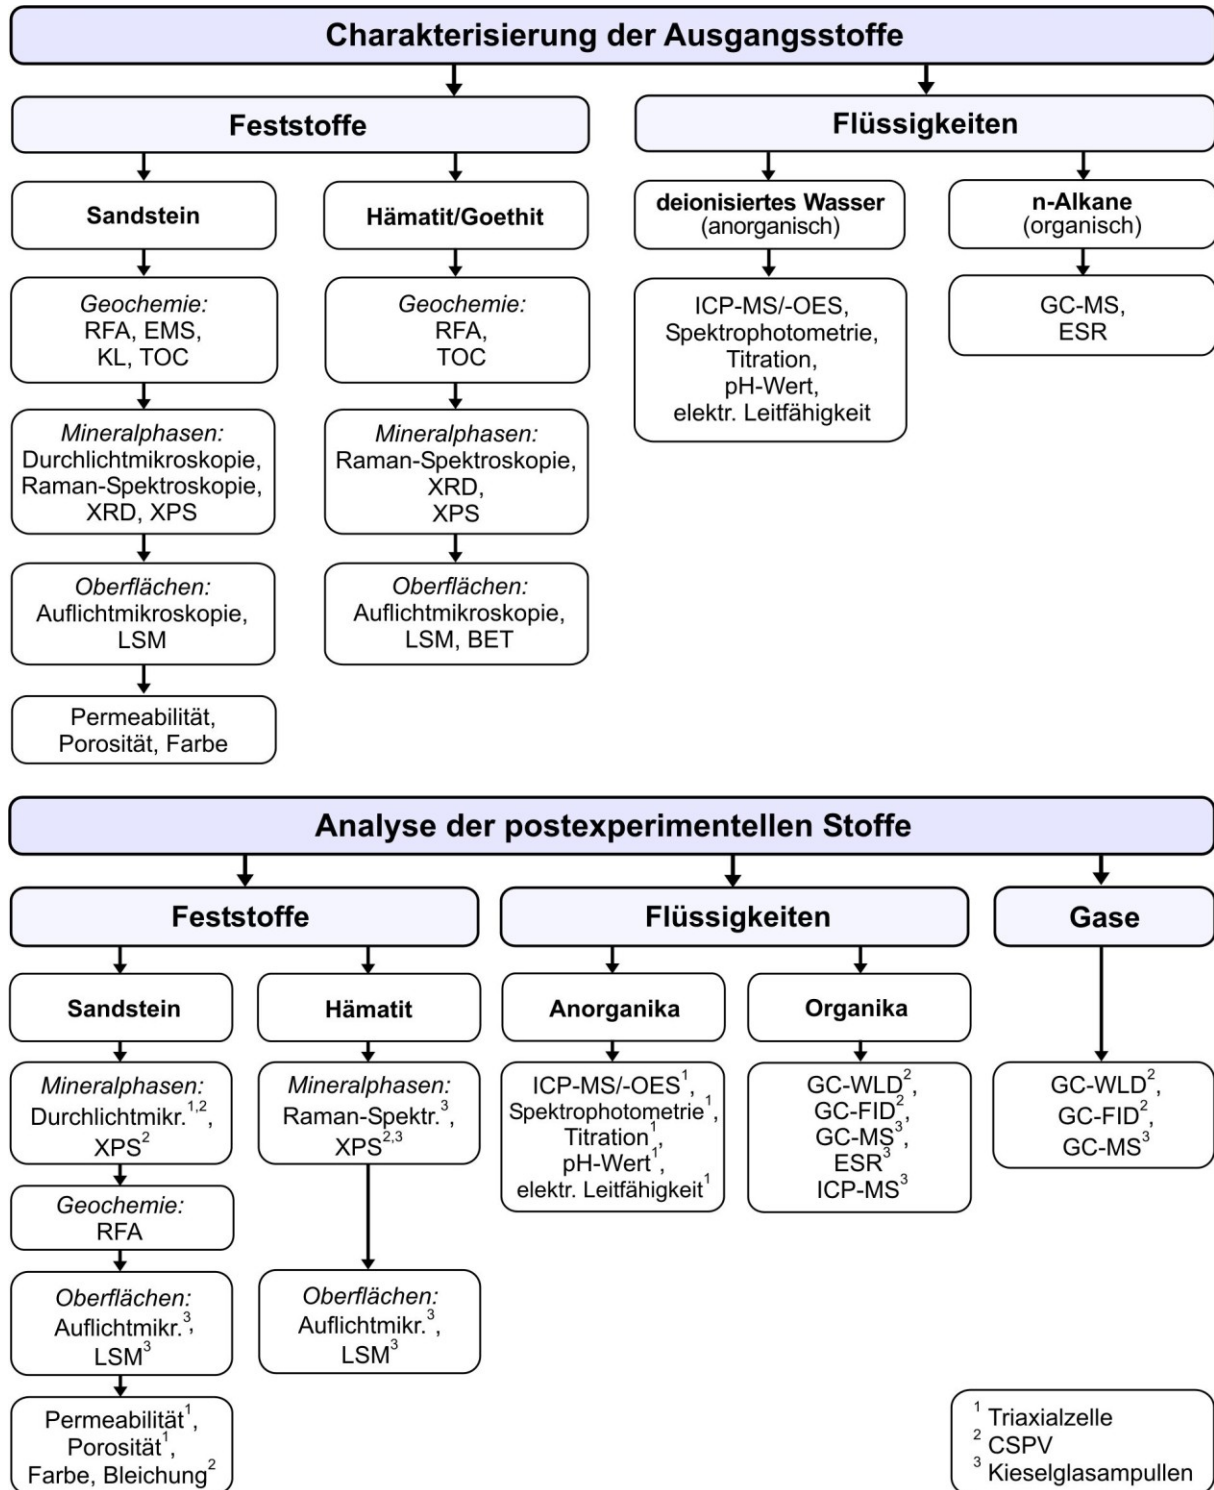 Charakterisierung der Ausgangsstoffe
Feststoffe
Flüssigkeiten
Sandstein
Hämatit/Goethit
deionisiertes Wasser
(anorganisch)
n-Alkane
(organisch)
Geochemie:
RFA, EMS,
KL, TOC
Geochemie:
RFA,
TOC
ICP-MS/-OES,
Spektrophotometrie,
Titration,
pH-Wert,
elektr. Leitfähigkeit
GC-MS,
ESR
Mineralphasen:
Durchlichtmikroskopie,
Raman-Spektroskopie,
XRD, XPS
Mineralphasen:
Raman-Spektroskopie,
XRD,
XPS
Oberflächen:
Auflichtmikroskopie,
LSM
Oberflächen:
Auflichtmikroskopie,
LSM, BET
Permeabilität,
Porosität, Farbe
Analyse der postexperimentellen Stoffe
Feststoffe
Flüssigkeiten
Gase
Sandstein
Hämatit
Anorganika
Organika
Mineralphasen:
Durchlichtmikr.¹,²,
XPS²
Mineralphasen:
Raman-Spektr.³,
XPS²,³
ICP-MS/-OES¹,
Spektrophotometrie¹,
Titration¹,
pH-Wert¹,
elektr. Leitfähigkeit¹
GC-WLD²,
GC-FID²,
GC-MS³,
ESR³
ICP-MS³
GC-WLD²,
GC-FID²,
GC-MS³
Geochemie:
RFA
Oberflächen:
Auflichtmikr.³,
LSM³
Oberflächen:
Auflichtmikr.³,
LSM³
Permeabilität¹,
Porosität¹,
Farbe, Bleichung²
¹ Triaxialzelle
² CSPV
³ Kieselglasampullen